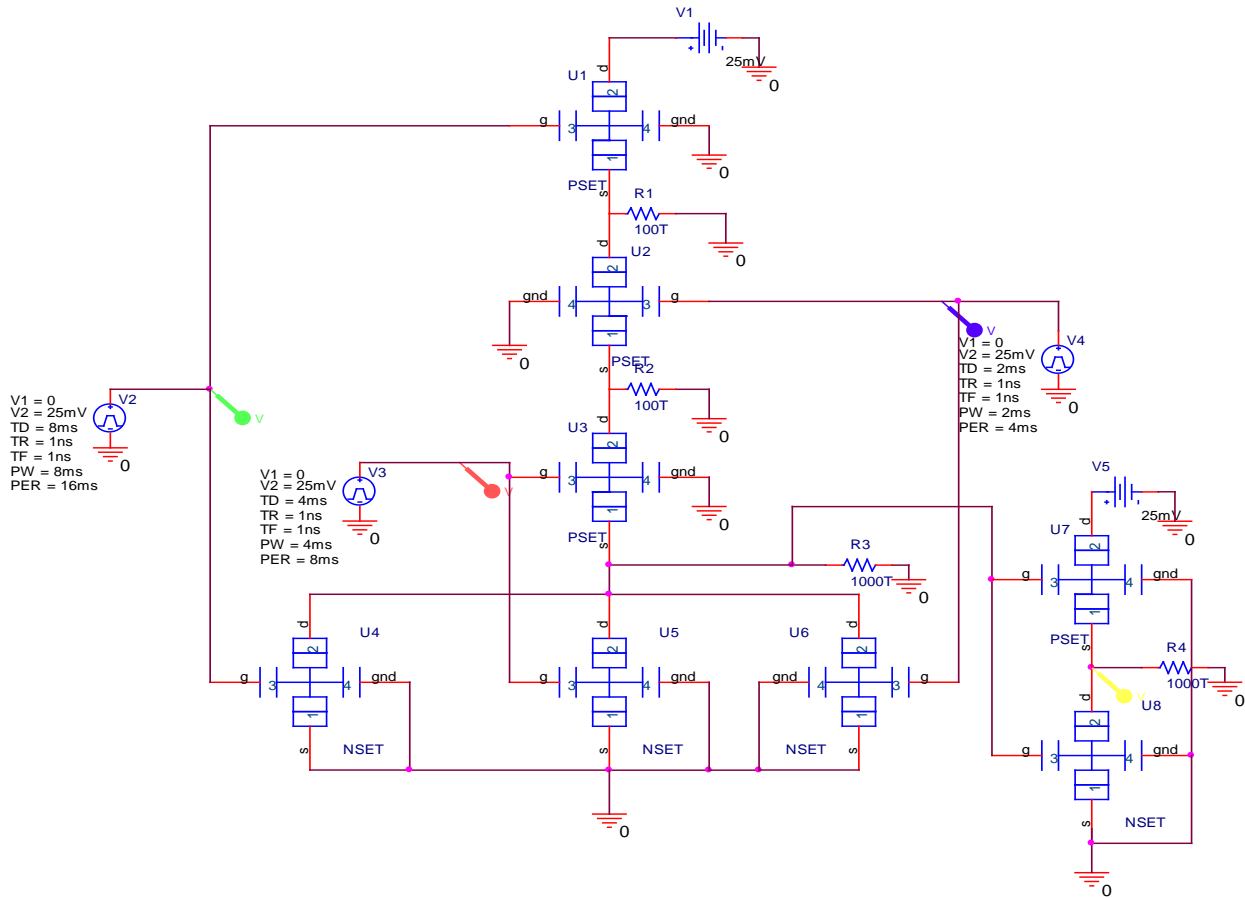 V1
25mV
0
U1
d
2
g
3
4
gnd
0
1
PSET
s
R1
100T
0
d
U2
2
gnd
4
3
g
0
1
PSET
s
R2
100T
0
V
V1 = 0
V2 = 25mV
TD = 2ms
TR = 1ns
TF = 1ns
PW = 2ms
PER = 4ms
V4
0
V1 = 0
V2 = 25mV
TD = 8ms
TR = 1ns
TF = 1ns
PW = 8ms
PER = 16ms
V2
0
V
V1 = 0
V2 = 25mV
TD = 4ms
TR = 1ns
TF = 1ns
PW = 4ms
PER = 8ms
V3
0
V
U3
d
2
g
3
4
gnd
0
1
PSET
s
R3
1000T
0
V5
25mV
0
U7
d
2
g
3
4
gnd
1
PSET
s
R4
1000T
0
V
U4
d
2
g
3
4
gnd
1
s
NSET
U5
d
2
g
3
4
gnd
1
s
NSET
U6
d
2
gnd
4
3
g
1
s
NSET
0
U8
d
2
g
3
4
gnd
1
s
NSET
0